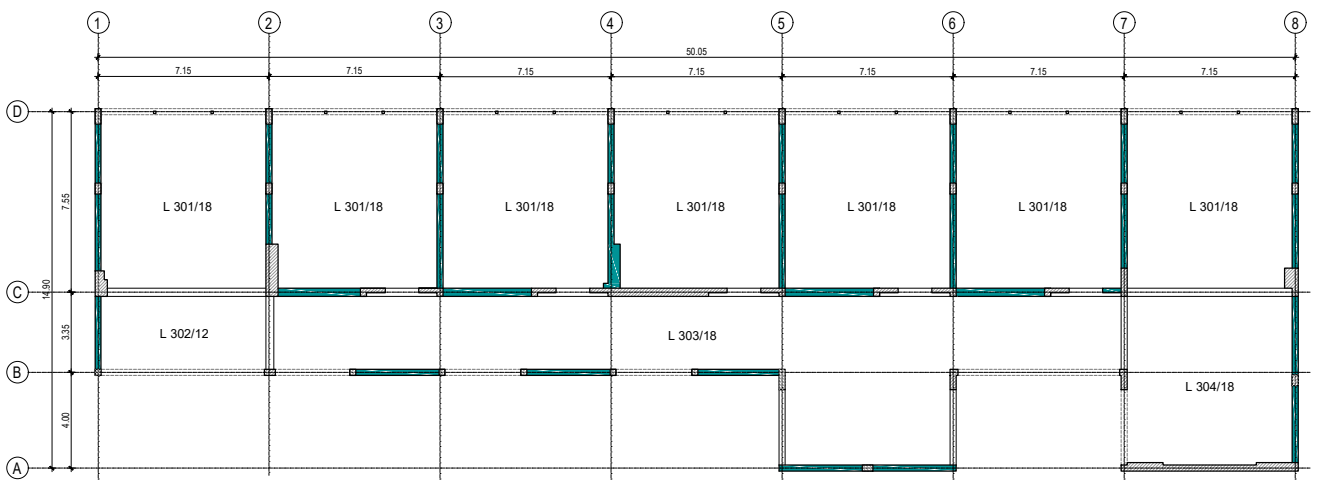 1 2 3 4 5 6 7 8
50.05
7.15 7.15 7.15 7.15 7.15 7.15 7.15
D
7.55
L 301/18 L 301/18 L 301/18 L 301/18 L 301/18 L 301/18 L 301/18
14.90
C
3.35
L 302/12 L 303/18
B
4.00
L 304/18
A